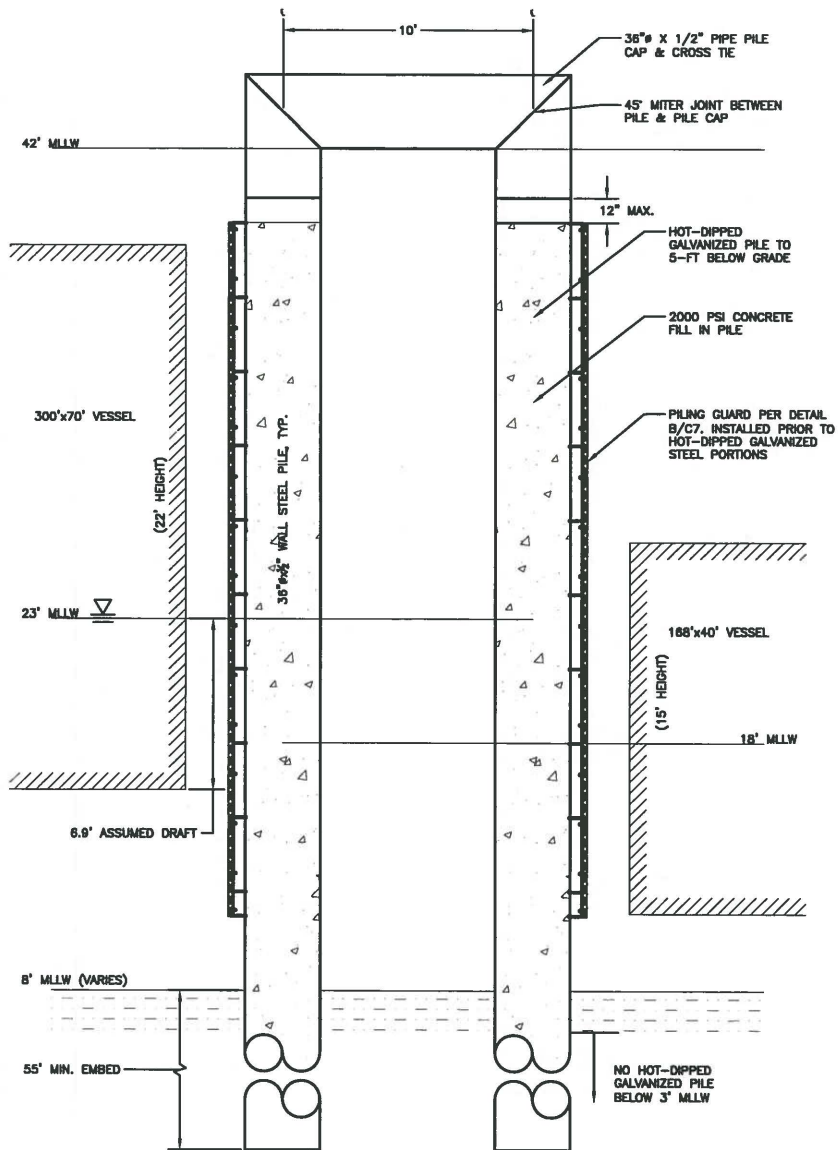 10'
36"ø X 1/2" PIPE PILE
CAP & CROSS TIE
45° MITER JOINT BETWEEN
PILE & PILE CAP
42' MLLW
12" MAX.
HOT-DIPPED
GALVANIZED PILE TO
5-FT BELOW GRADE
2000 PSI CONCRETE
FILL IN PILE
300'x70' VESSEL
(22' HEIGHT)
36"øx½" WALL STEEL PILE, TYP.
PILING GUARD PER DETAIL
B/C7. INSTALLED PRIOR TO
HOT-DIPPED GALVANIZED
STEEL PORTIONS
23' MLLW
168'x40' VESSEL
(15' HEIGHT)
18' MLLW
6.9' ASSUMED DRAFT
8' MLLW (VARIES)
55' MIN. EMBED
NO HOT-DIPPED
GALVANIZED PILE
BELOW 3' MLLW